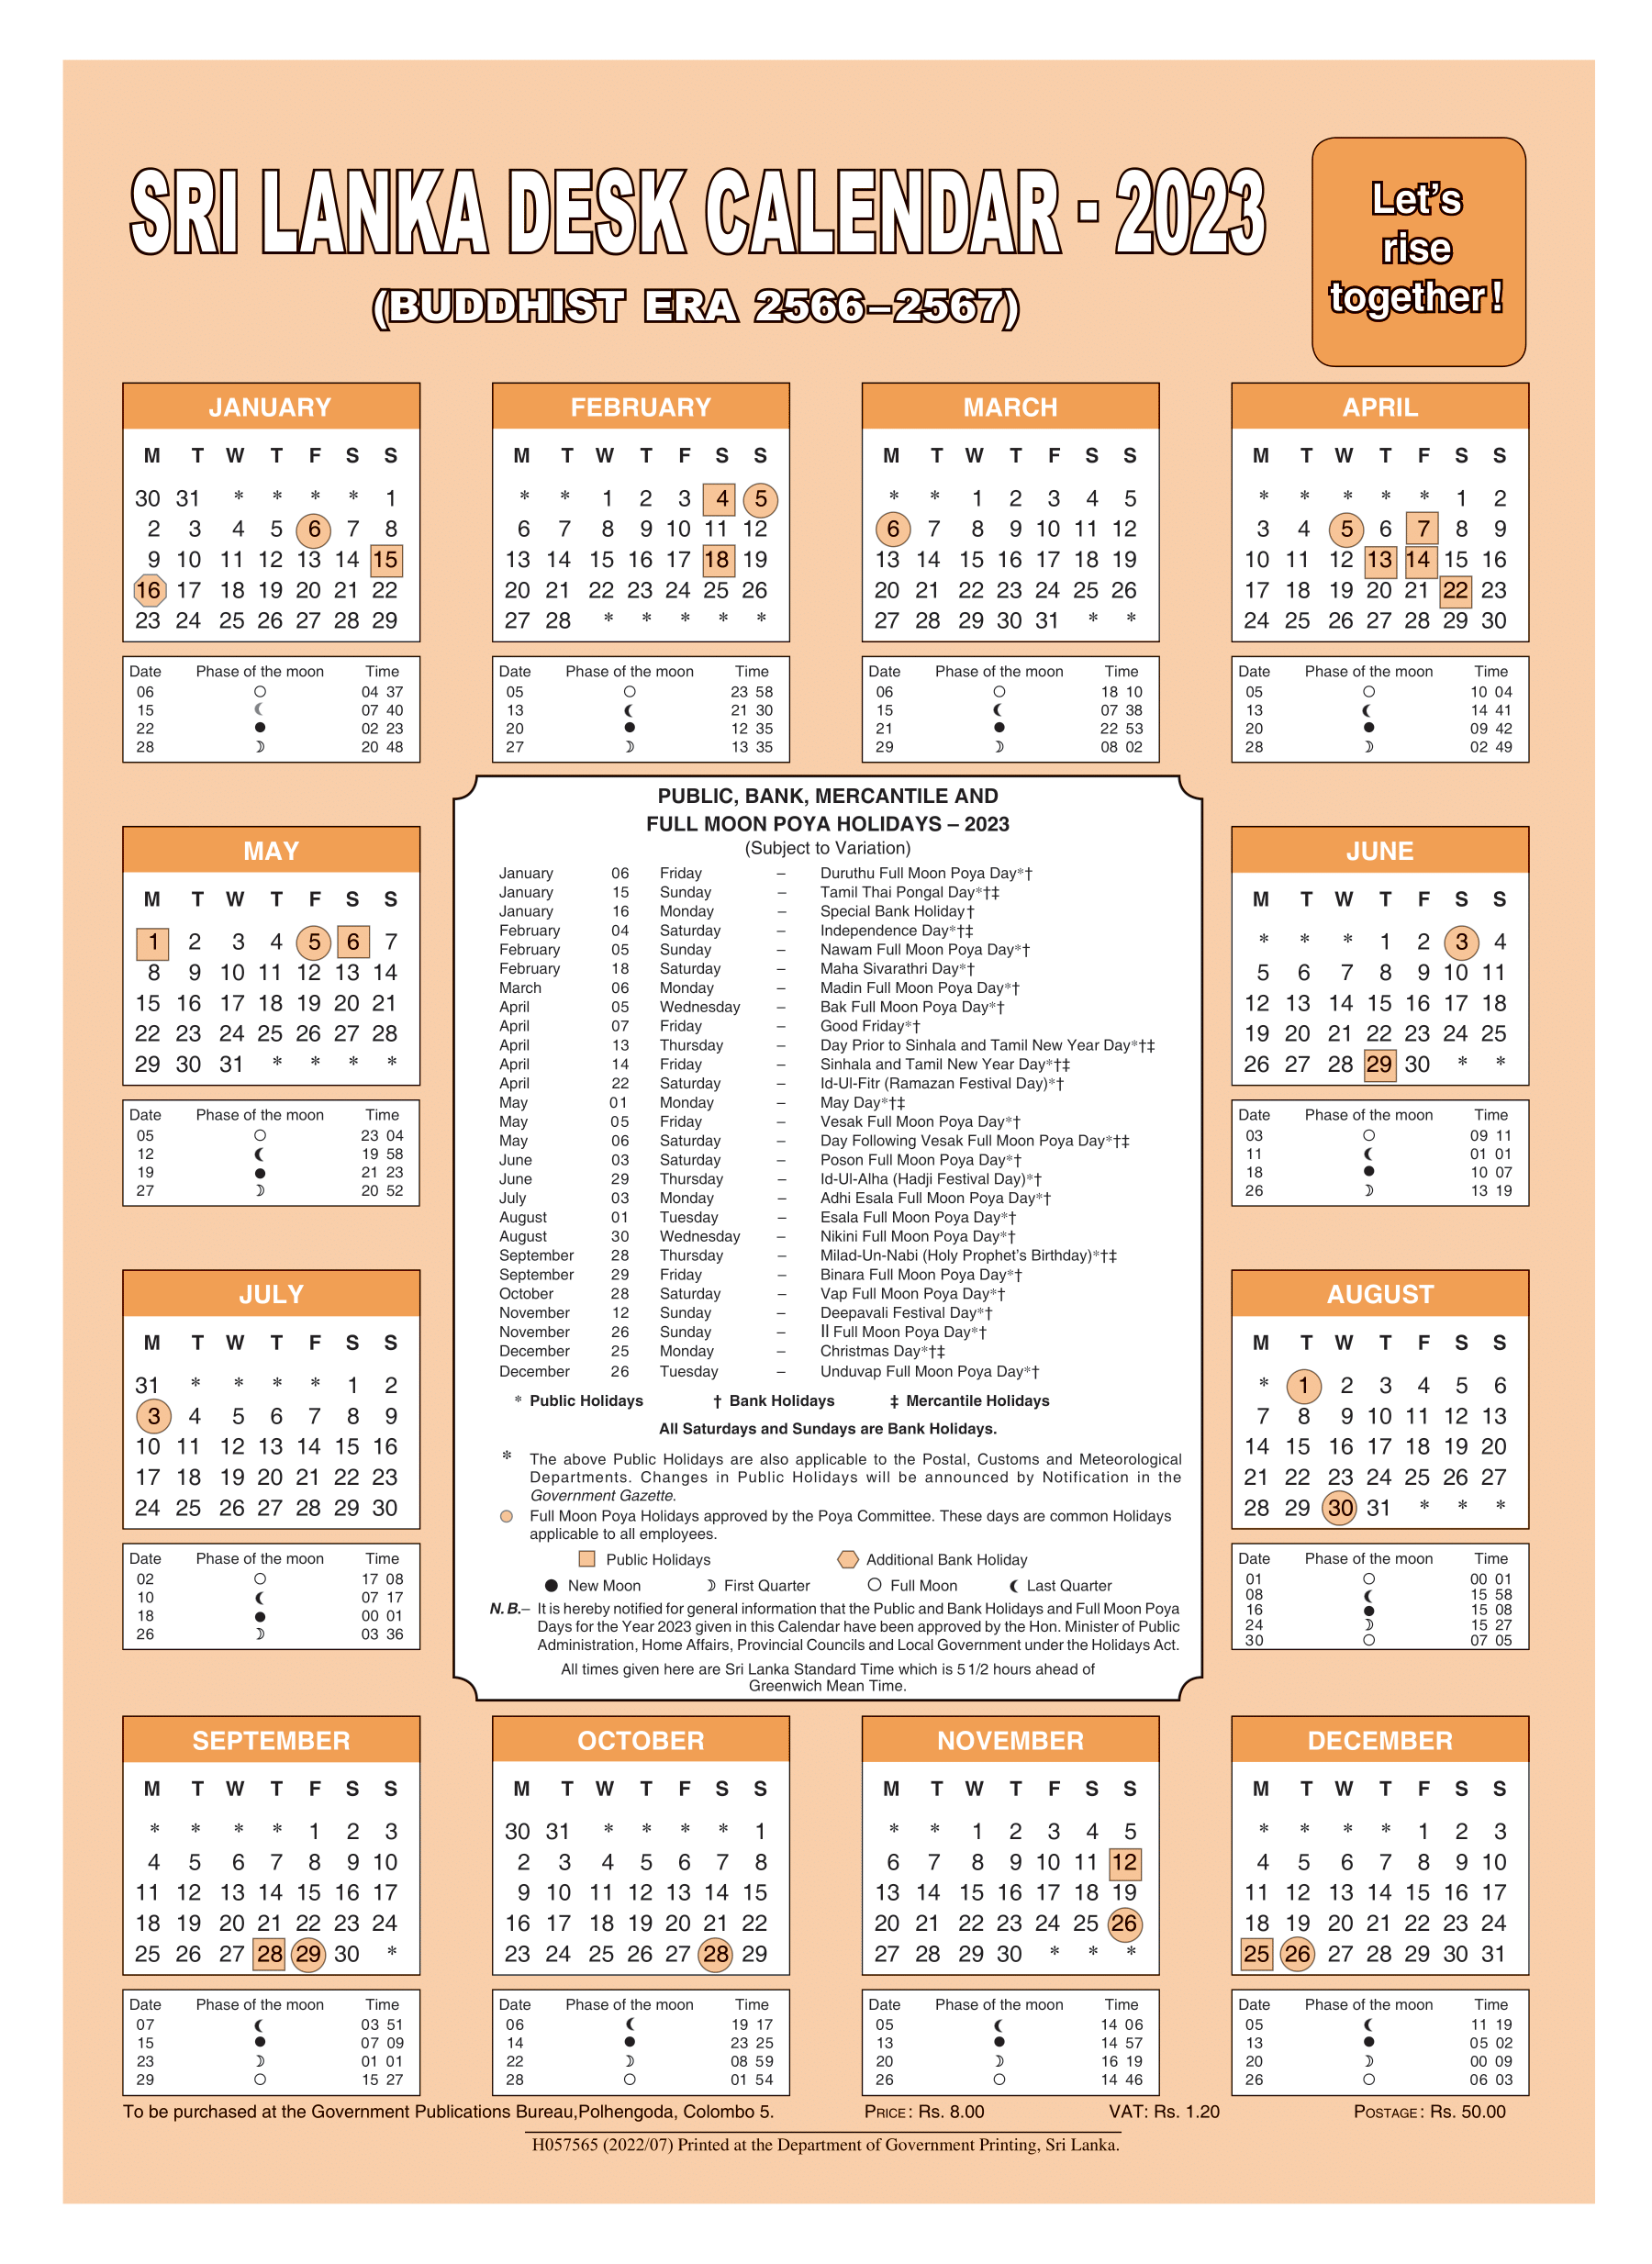 SRI LANKA DESK CALENDAR - 2023
(BUDDHIST ERA 2566–2567)
Let's
rise
together!
JANUARY
M T W T F S S
30 31 * * * * 1
2 3 4 5 6 7 8
9 10 11 12 13 14 15
16 17 18 19 20 21 22
23 24 25 26 27 28 29
Date Phase of the moon Time
06 ○ 04 37
15 ☾ 07 40
22 ● 02 23
28 ☽ 20 48
FEBRUARY
M T W T F S S
* * 1 2 3 4 5
6 7 8 9 10 11 12
13 14 15 16 17 18 19
20 21 22 23 24 25 26
27 28 * * * * *
Date Phase of the moon Time
05 ○ 23 58
13 ☾ 21 30
20 ● 12 35
27 ☽ 13 35
MARCH
M T W T F S S
* * 1 2 3 4 5
6 7 8 9 10 11 12
13 14 15 16 17 18 19
20 21 22 23 24 25 26
27 28 29 30 31 * *
Date Phase of the moon Time
06 ○ 18 10
15 ☾ 07 38
21 ● 22 53
29 ☽ 08 02
APRIL
M T W T F S S
* * * * * 1 2
3 4 5 6 7 8 9
10 11 12 13 14 15 16
17 18 19 20 21 22 23
24 25 26 27 28 29 30
Date Phase of the moon Time
05 ○ 10 04
13 ☾ 14 41
20 ● 09 42
28 ☽ 02 49
MAY
M T W T F S S
1 2 3 4 5 6 7
8 9 10 11 12 13 14
15 16 17 18 19 20 21
22 23 24 25 26 27 28
29 30 31 * * * *
Date Phase of the moon Time
05 ○ 23 04
12 ☾ 19 58
19 ● 21 23
27 ☽ 20 52
PUBLIC, BANK, MERCANTILE AND
FULL MOON POYA HOLIDAYS – 2023
(Subject to Variation)
January 06 Friday – Duruthu Full Moon Poya Day*†
January 15 Sunday – Tamil Thai Pongal Day*†‡
January 16 Monday – Special Bank Holiday†
February 04 Saturday – Independence Day*†‡
February 05 Sunday – Nawam Full Moon Poya Day*†
February 18 Saturday – Maha Sivarathri Day*†
March 06 Monday – Madin Full Moon Poya Day*†
April 05 Wednesday – Bak Full Moon Poya Day*†
April 07 Friday – Good Friday*†
April 13 Thursday – Day Prior to Sinhala and Tamil New Year Day*†‡
April 14 Friday – Sinhala and Tamil New Year Day*†‡
April 22 Saturday – Id-Ul-Fitr (Ramazan Festival Day)*†
May 01 Monday – May Day*†‡
May 05 Friday – Vesak Full Moon Poya Day*†
May 06 Saturday – Day Following Vesak Full Moon Poya Day*†‡
June 03 Saturday – Poson Full Moon Poya Day*†
June 29 Thursday – Id-Ul-Alha (Hadji Festival Day)*†
July 03 Monday – Adhi Esala Full Moon Poya Day*†
August 01 Tuesday – Esala Full Moon Poya Day*†
August 30 Wednesday – Nikini Full Moon Poya Day*†
September 28 Thursday – Milad-Un-Nabi (Holy Prophet's Birthday)*†‡
September 29 Friday – Binara Full Moon Poya Day*†
October 28 Saturday – Vap Full Moon Poya Day*†
November 12 Sunday – Deepavali Festival Day*†
November 26 Sunday – ll Full Moon Poya Day*†
December 25 Monday – Christmas Day*†‡
December 26 Tuesday – Unduvap Full Moon Poya Day*†
* Public Holidays † Bank Holidays ‡ Mercantile Holidays
All Saturdays and Sundays are Bank Holidays.
* The above Public Holidays are also applicable to the Postal, Customs and Meteorological
Departments. Changes in Public Holidays will be announced by Notification in the
Government Gazette.
Full Moon Poya Holidays approved by the Poya Committee. These days are common Holidays
applicable to all employees.
Public Holidays Additional Bank Holiday
● New Moon ☽ First Quarter ○ Full Moon ☾ Last Quarter
N. B.– It is hereby notified for general information that the Public and Bank Holidays and Full Moon Poya
Days for the Year 2023 given in this Calendar have been approved by the Hon. Minister of Public
Administration, Home Affairs, Provincial Councils and Local Government under the Holidays Act.
All times given here are Sri Lanka Standard Time which is 5 1/2 hours ahead of
Greenwich Mean Time.
JUNE
M T W T F S S
* * * 1 2 3 4
5 6 7 8 9 10 11
12 13 14 15 16 17 18
19 20 21 22 23 24 25
26 27 28 29 30 * *
Date Phase of the moon Time
03 ○ 09 11
11 ☾ 01 01
18 ● 10 07
26 ☽ 13 19
JULY
M T W T F S S
31 * * * * 1 2
3 4 5 6 7 8 9
10 11 12 13 14 15 16
17 18 19 20 21 22 23
24 25 26 27 28 29 30
Date Phase of the moon Time
02 ○ 17 08
10 ☾ 07 17
18 ● 00 01
26 ☽ 03 36
AUGUST
M T W T F S S
* 1 2 3 4 5 6
7 8 9 10 11 12 13
14 15 16 17 18 19 20
21 22 23 24 25 26 27
28 29 30 31 * * *
Date Phase of the moon Time
01 ○ 00 01
08 ☾ 15 58
16 ● 15 08
24 ☽ 15 27
30 ○ 07 05
SEPTEMBER
M T W T F S S
* * * * 1 2 3
4 5 6 7 8 9 10
11 12 13 14 15 16 17
18 19 20 21 22 23 24
25 26 27 28 29 30 *
Date Phase of the moon Time
07 ☾ 03 51
15 ● 07 09
23 ☽ 01 01
29 ○ 15 27
OCTOBER
M T W T F S S
30 31 * * * * 1
2 3 4 5 6 7 8
9 10 11 12 13 14 15
16 17 18 19 20 21 22
23 24 25 26 27 28 29
Date Phase of the moon Time
06 ☾ 19 17
14 ● 23 25
22 ☽ 08 59
28 ○ 01 54
NOVEMBER
M T W T F S S
* * 1 2 3 4 5
6 7 8 9 10 11 12
13 14 15 16 17 18 19
20 21 22 23 24 25 26
27 28 29 30 * * *
Date Phase of the moon Time
05 ☾ 14 06
13 ● 14 57
20 ☽ 16 19
26 ○ 14 46
DECEMBER
M T W T F S S
* * * * 1 2 3
4 5 6 7 8 9 10
11 12 13 14 15 16 17
18 19 20 21 22 23 24
25 26 27 28 29 30 31
Date Phase of the moon Time
05 ☾ 11 19
13 ● 05 02
20 ☽ 00 09
26 ○ 06 03
To be purchased at the Government Publications Bureau,Polhengoda, Colombo 5. PRICE : Rs. 8.00 VAT: Rs. 1.20 POSTAGE : Rs. 50.00
H057565 (2022/07) Printed at the Department of Government Printing, Sri Lanka.